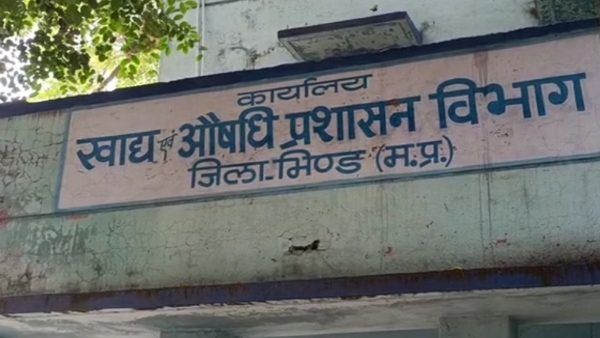 कार्यालय
खाद्य एवं औषधि प्रशासन विभाग
जिला-भिण्ड (म.प्र.)